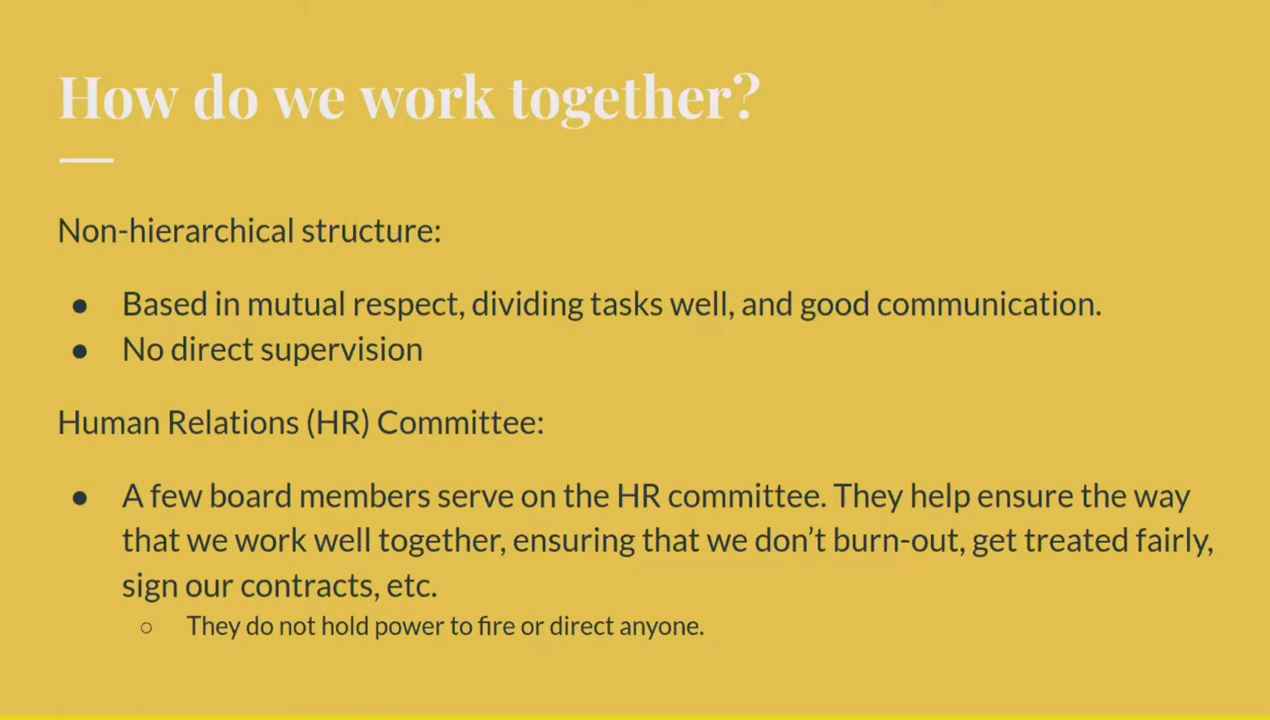 How do we work together?
Non-hierarchical structure:
● Based in mutual respect, dividing tasks well, and good communication.
● No direct supervision
Human Relations (HR) Committee:
● A few board members serve on the HR committee. They help ensure the way
that we work well together, ensuring that we don’t burn-out, get treated fairly,
sign our contracts, etc.
○ They do not hold power to fire or direct anyone.